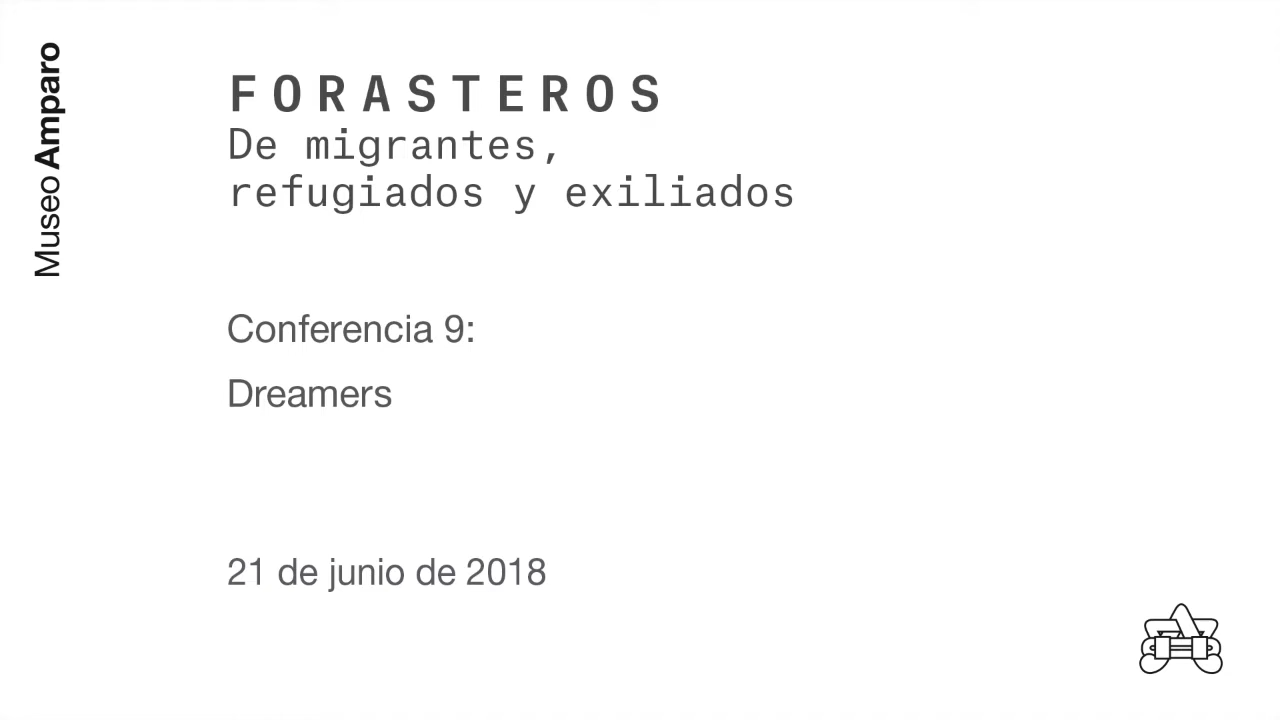 Museo Amparo
FORASTEROS
De migrantes,
refugiados y exiliados
Conferencia 9:
Dreamers
21 de junio de 2018